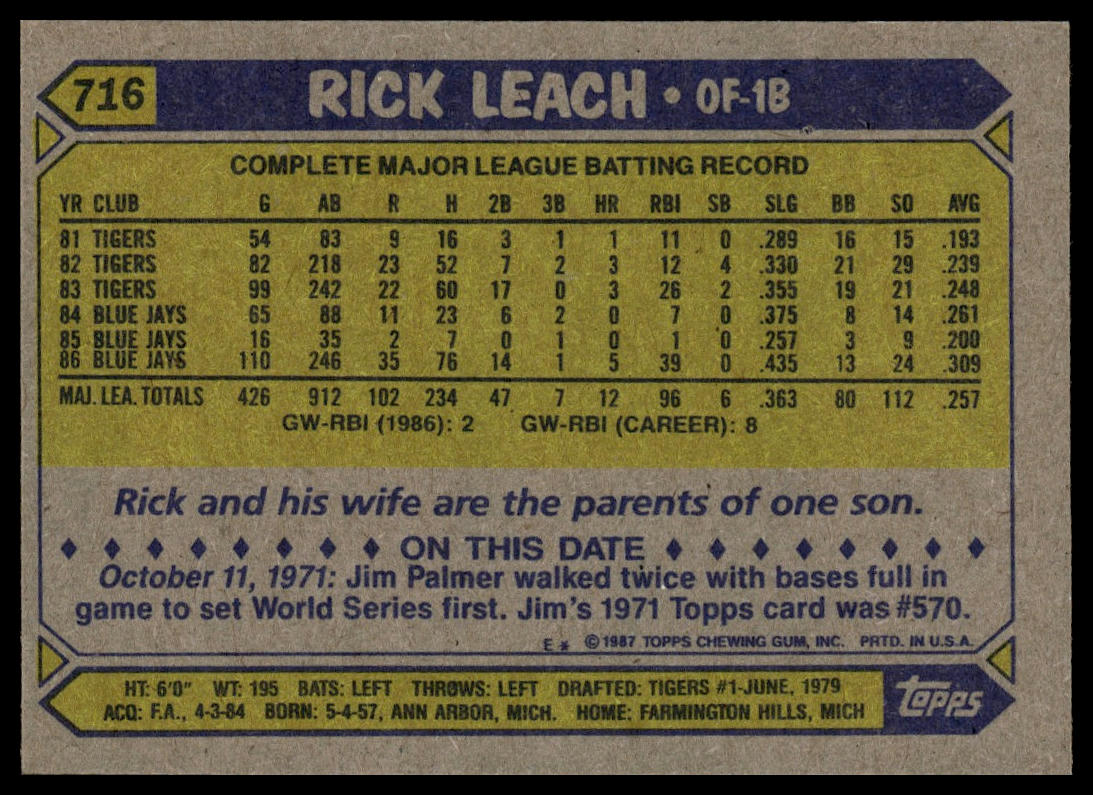 716 RICK LEACH • OF-1B
COMPLETE MAJOR LEAGUE BATTING RECORD
YR CLUB G AB R H 2B 3B HR RBI SB SLG BB SO AVG
81 TIGERS 54 83 9 16 3 1 1 11 0 .289 16 15 .193
82 TIGERS 82 218 23 52 7 2 3 12 4 .330 21 29 .239
83 TIGERS 99 242 22 60 17 0 3 26 2 .355 19 21 .248
84 BLUE JAYS 65 88 11 23 6 2 0 7 0 .375 8 14 .261
85 BLUE JAYS 16 35 2 7 0 1 0 1 0 .257 3 9 .200
86 BLUE JAYS 110 246 35 76 14 1 5 39 0 .435 13 24 .309
MAJ. LEA. TOTALS 426 912 102 234 47 7 12 96 6 .363 80 112 .257
GW-RBI (1986): 2 GW-RBI (CAREER): 8
Rick and his wife are the parents of one son.
ON THIS DATE
October 11, 1971: Jim Palmer walked twice with bases full in
game to set World Series first. Jim's 1971 Topps card was #570.
E * ©1987 TOPPS CHEWING GUM, INC. PRTD. IN U.S.A.
HT: 6'0" WT: 195 BATS: LEFT THROWS: LEFT DRAFTED: TIGERS #1-JUNE, 1979
ACQ: F.A., 4-3-84 BORN: 5-4-57, ANN ARBOR, MICH. HOME: FARMINGTON HILLS, MICH
topps